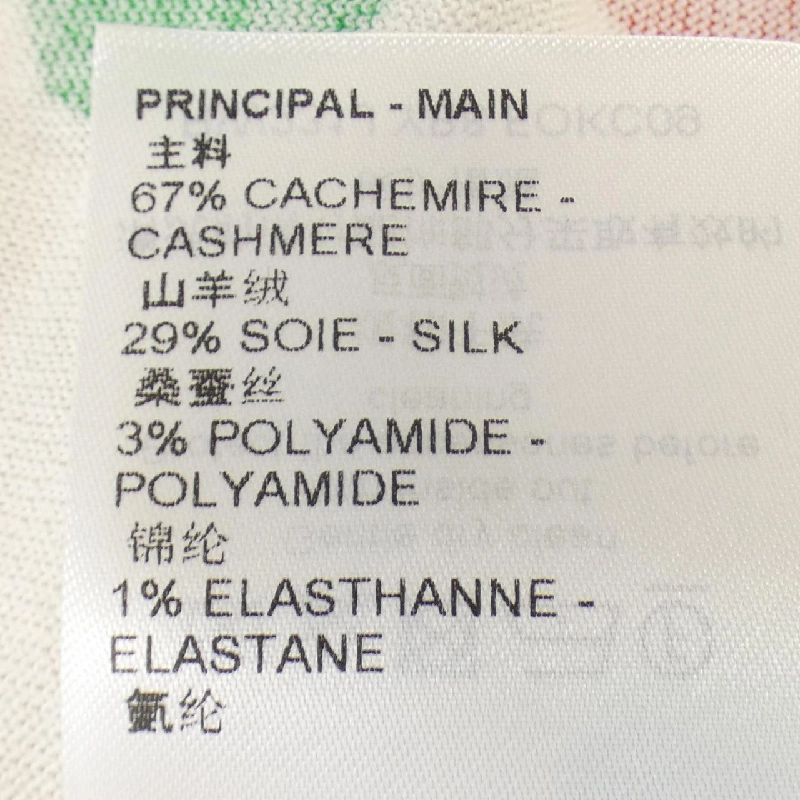 PRINCIPAL - MAIN
主料
67% CACHEMIRE -
CASHMERE
山羊绒
29% SOIE - SILK
桑蚕丝
3% POLYAMIDE -
POLYAMIDE
锦纶
1% ELASTHANNE -
ELASTANE
氨纶